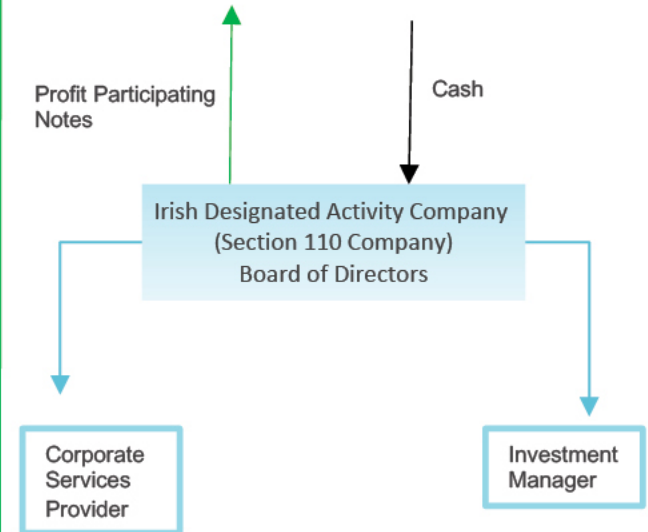 Profit Participating
Notes
Cash
Irish Designated Activity Company
(Section 110 Company)
Board of Directors
Corporate
Services
Provider
Investment
Manager